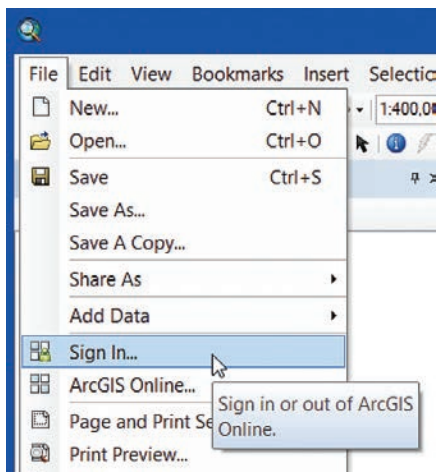 File Edit View Bookmarks Insert
New... Ctrl+N
1:400,0
Open... Ctrl+O
Save Ctrl+S
Save As...
Save A Copy...
Share As
Add Data
Sign In...
ArcGIS Online...
Sign in or out of ArcGIS
Online.
Page and Print
Print Preview...